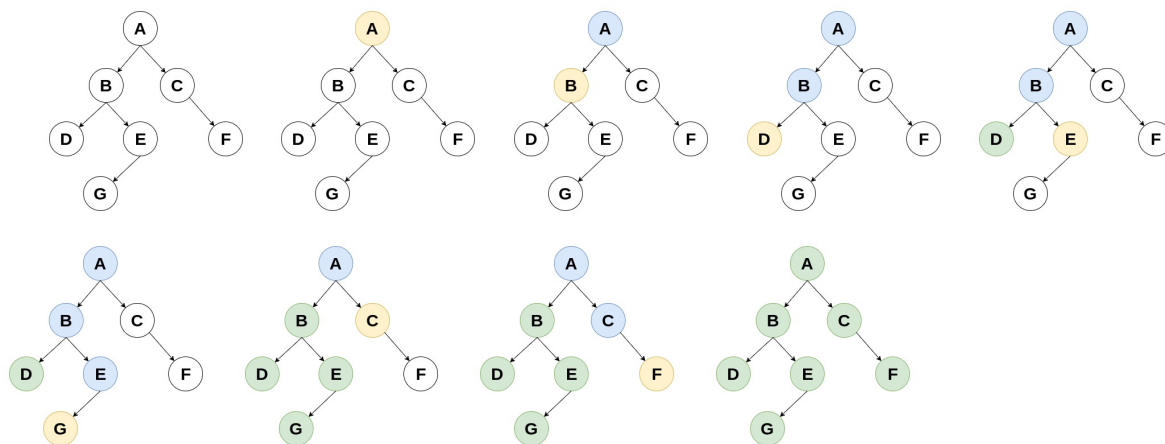 A A A A A
B C B C B C B C B C
D E F D E F D E F D E F D E F
G G G G G
A A A A
B C B C B C B C
D E F D E F D E F D E F
G G G G